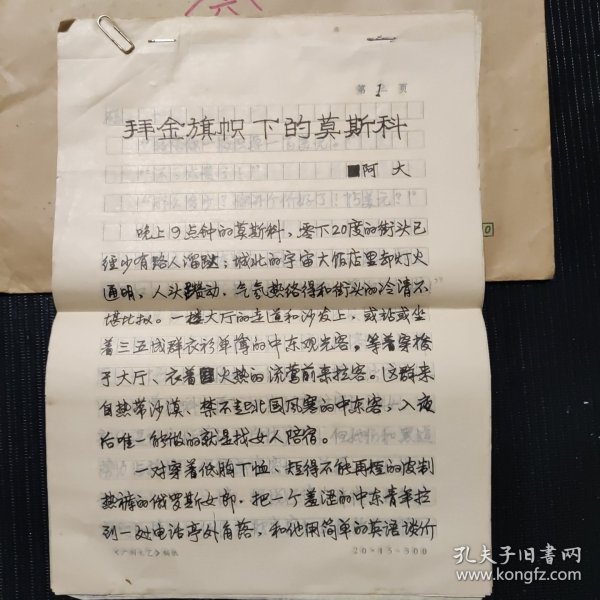 六
第 1 页
拜金旗帜下的莫斯科
阿大
晚上9点钟的莫斯科，零下20度的街头已
经少有路人溜跶；城北的宇宙大饭店里却灯火
通明，人头攒动，气氛热络得和街头的冷清不
堪比拟。一楼大厅的走道和沙发上，或站或坐
着三五成群衣衫单薄的中东观光客，等着穿梭
于大厅、衣着火热的流莺前来拉客。这群来
自热带沙漠、禁不起北国风寒的中东客，入夜
后唯一能做的就是找女人陪宿。
一对穿着低胸T恤、短得不能再短的皮制
热裤的俄罗斯女郎，把一个羞涩的中东青年拉
到一处电话亭外角落，和他用简单的英语谈价
《广州文艺》稿纸
20×15=300
孔夫子旧书网
www.kongfz.com